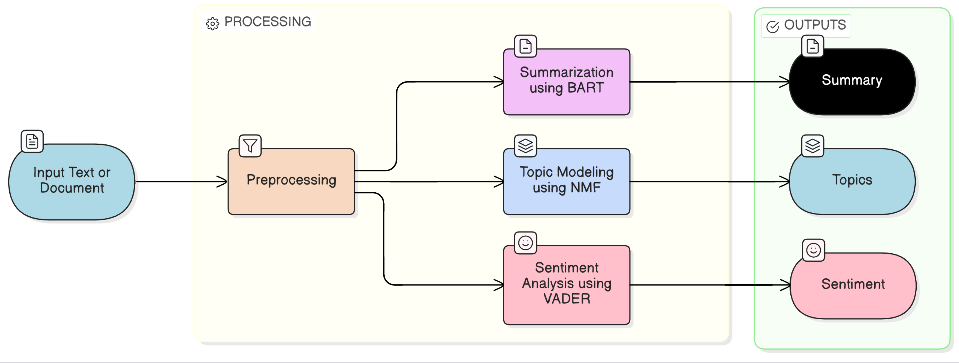 PROCESSING
OUTPUTS
Input Text or
Document
Preprocessing
Summarization
using BART
Summary
Topic Modeling
using NMF
Topics
Sentiment
Analysis using
VADER
Sentiment